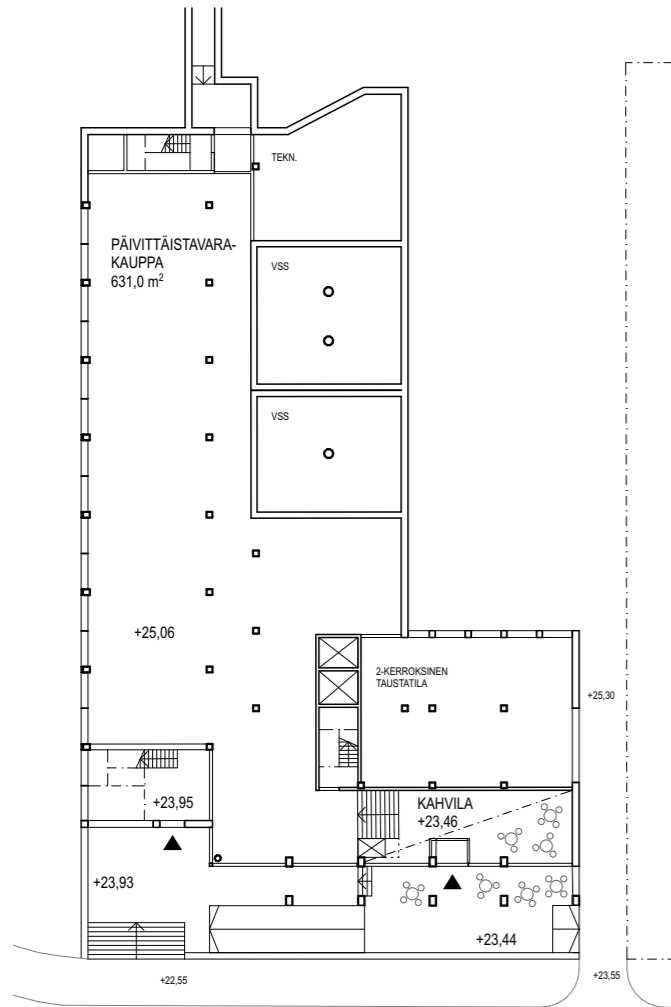 TEKN.
PÄIVITTÄISTAVARA-
KAUPPA
631,0 m²
VSS
VSS
+25,06
2-KERROKSINEN
TAUSTATILA
+25,30
+23,95
KAHVILA
+23,46
+23,93
+23,44
+22,55
+23,55